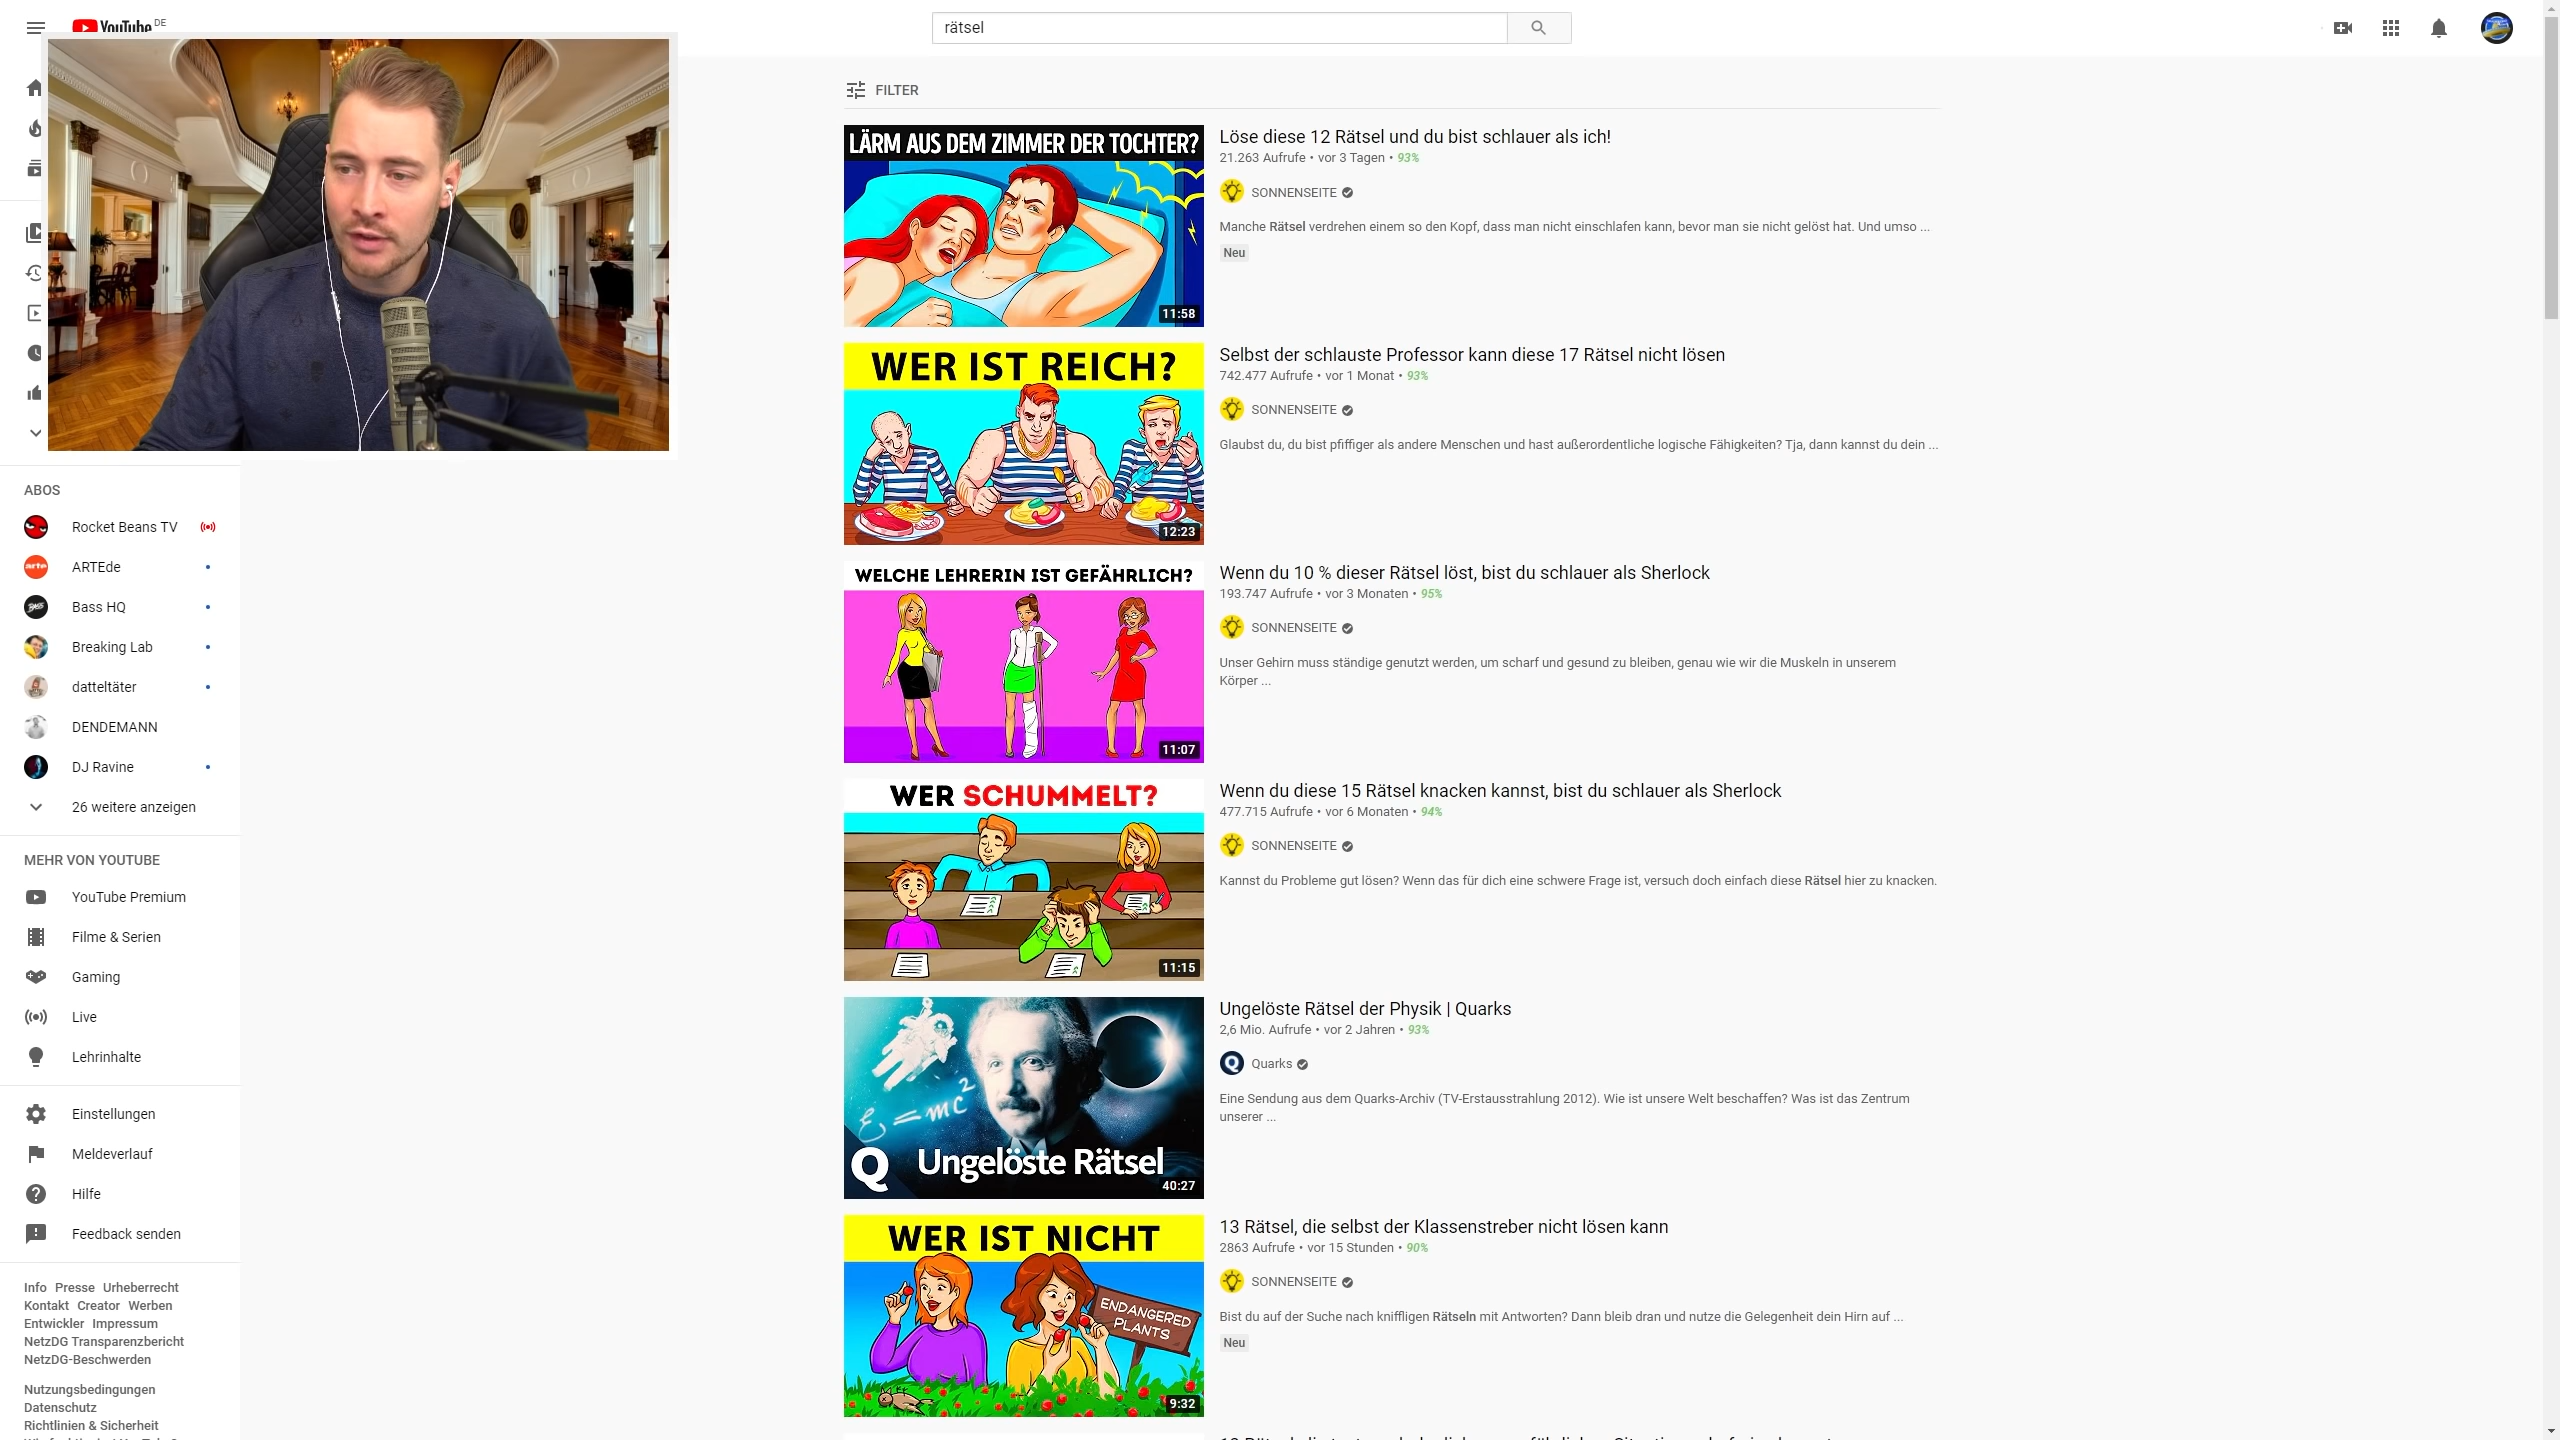 YouTube DE
rätsel
FILTER
LÄRM AUS DEM ZIMMER DER TOCHTER?
11:58
Löse diese 12 Rätsel und du bist schlauer als ich!
21.263 Aufrufe • vor 3 Tagen • 93%
SONNENSEITE
Manche Rätsel verdrehen einem so den Kopf, dass man nicht einschlafen kann, bevor man sie nicht gelöst hat. Und umso ...
Neu
WER IST REICH?
12:23
Selbst der schlauste Professor kann diese 17 Rätsel nicht lösen
742.477 Aufrufe • vor 1 Monat • 93%
SONNENSEITE
Glaubst du, du bist pfiffiger als andere Menschen und hast außerordentliche logische Fähigkeiten? Tja, dann kannst du dein ...
WELCHE LEHRERIN IST GEFÄHRLICH?
11:07
Wenn du 10 % dieser Rätsel löst, bist du schlauer als Sherlock
193.747 Aufrufe • vor 3 Monaten • 95%
SONNENSEITE
Unser Gehirn muss ständige genutzt werden, um scharf und gesund zu bleiben, genau wie wir die Muskeln in unserem
Körper ...
WER SCHUMMELT?
11:15
Wenn du diese 15 Rätsel knacken kannst, bist du schlauer als Sherlock
477.715 Aufrufe • vor 6 Monaten • 94%
SONNENSEITE
Kannst du Probleme gut lösen? Wenn das für dich eine schwere Frage ist, versuch doch einfach diese Rätsel hier zu knacken.
E = mc²
Q Ungelöste Rätsel
40:27
Ungelöste Rätsel der Physik | Quarks
2,6 Mio. Aufrufe • vor 2 Jahren • 93%
Quarks
Eine Sendung aus dem Quarks-Archiv (TV-Erstausstrahlung 2012). Wie ist unsere Welt beschaffen? Was ist das Zentrum
unserer ...
WER IST NICHT
ENDANGERED
PLANTS
9:32
13 Rätsel, die selbst der Klassenstreber nicht lösen kann
2863 Aufrufe • vor 15 Stunden • 90%
SONNENSEITE
Bist du auf der Suche nach kniffligen Rätseln mit Antworten? Dann bleib dran und nutze die Gelegenheit dein Hirn auf ...
Neu
ABOS
Rocket Beans TV
arte
ARTEde
Bass HQ
Breaking Lab
datteltäter
DENDEMANN
DJ Ravine
26 weitere anzeigen
MEHR VON YOUTUBE
YouTube Premium
Filme & Serien
Gaming
Live
Lehrinhalte
Einstellungen
Meldeverlauf
Hilfe
Feedback senden
Info Presse Urheberrecht
Kontakt Creator Werben
Entwickler Impressum
NetzDG Transparenzbericht
NetzDG-Beschwerden
Nutzungsbedingungen
Datenschutz
Richtlinien & Sicherheit